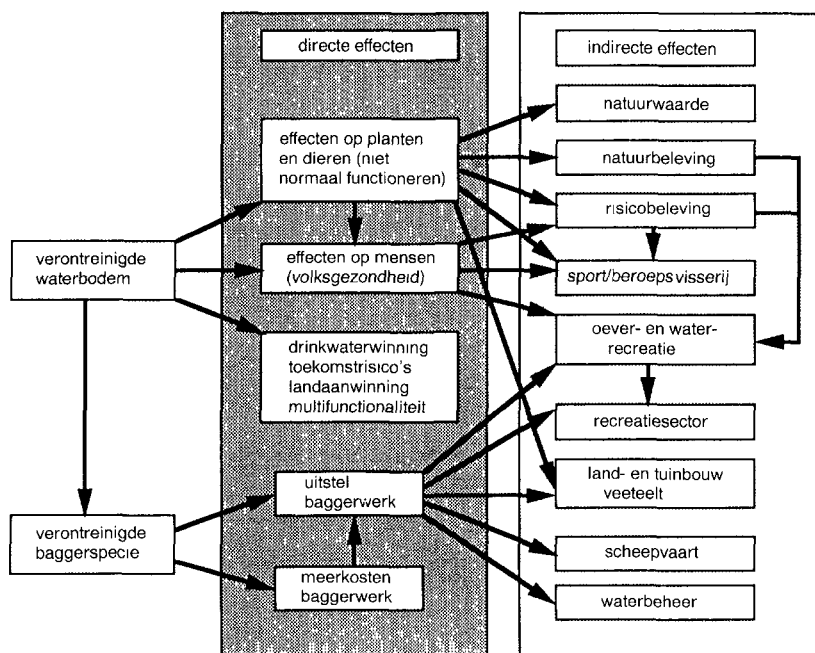 directe effecten
indirecte effecten
effecten op planten
en dieren (niet
normaal functioneren)
natuurwaarde
natuurbeleving
risicobeleving
verontreinigde
waterbodem
effecten op mensen
(volksgezondheid)
sport/beroepsvisserij
drinkwaterwinning
toekomstrisico's
landaanwinning
multifunctionaliteit
oever- en water-
recreatie
recreatiesector
uitstel
baggerwerk
land- en tuinbouw
veeteelt
verontreinigde
baggerspecie
scheepvaart
meerkosten
baggerwerk
waterbeheer